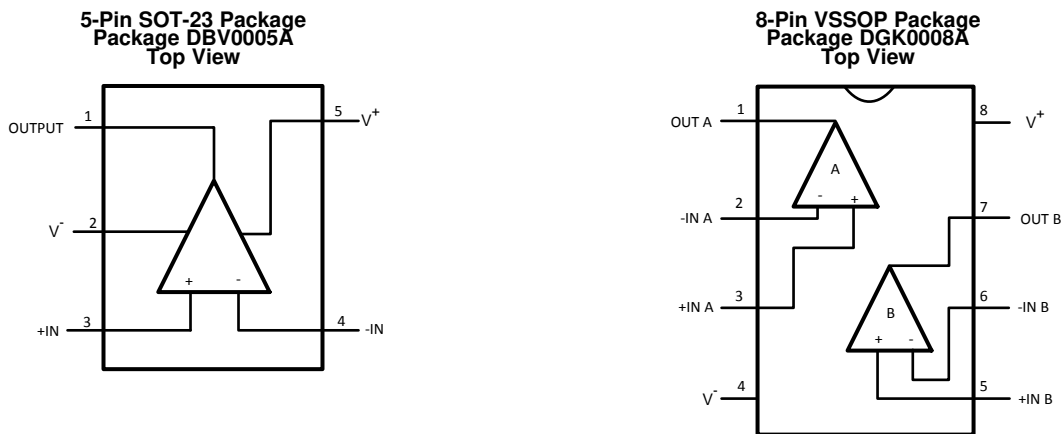 5-Pin SOT-23 Package
Package DBV0005A
Top View
1
OUTPUT
5
V+
2
V-
+ -
3
+IN
4
-IN
8-Pin VSSOP Package
Package DGK0008A
Top View
1
OUT A
8
V+
A
2
-IN A
- +
7
OUT B
3
+IN A
6
-IN B
B
+ -
4
V-
5
+IN B